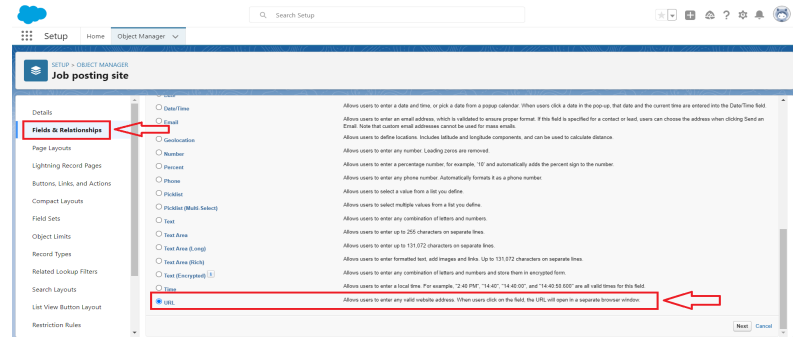 Search Setup
Setup
Home
Object Manager
SETUP > OBJECT MANAGER
Job posting site
Details
Fields & Relationships
Page Layouts
Lightning Record Pages
Buttons, Links, and Actions
Compact Layouts
Field Sets
Object Limits
Record Types
Related Lookup Filters
Search Layouts
List View Button Layout
Restriction Rules
Date
Date/Time Allows users to enter a date and time, or pick a date from a popup calendar. When users click a date in the pop-up, that date and the current time are entered into the Date/Time field.
Email Allows users to enter an email address, which is validated to ensure proper format. If this field is specified for a contact or lead, users can choose the address when clicking Send an
Email. Note that custom email addresses cannot be used for mass emails.
Geolocation Allows users to define locations. Includes latitude and longitude components, and can be used to calculate distance.
Number Allows users to enter any number. Leading zeros are removed.
Percent Allows users to enter a percentage number, for example, '10' and automatically adds the percent sign to the number.
Phone Allows users to enter any phone number. Automatically formats it as a phone number.
Picklist Allows users to select a value from a list you define.
Picklist (Multi-Select) Allows users to select multiple values from a list you define.
Text Allows users to enter any combination of letters and numbers.
Text Area Allows users to enter up to 255 characters on separate lines.
Text Area (Long) Allows users to enter up to 131,072 characters on separate lines.
Text Area (Rich) Allows users to enter formatted text, add images and links. Up to 131,072 characters on separate lines.
Text (Encrypted) i Allows users to enter any combination of letters and numbers and store them in encrypted form.
Time Allows users to enter a local time. For example, "2:40 PM", "14:40", "14:40:00", and "14:40:50.600" are all valid times for this field.
URL Allows users to enter any valid website address. When users click on the field, the URL will open in a separate browser window.
Next Cancel